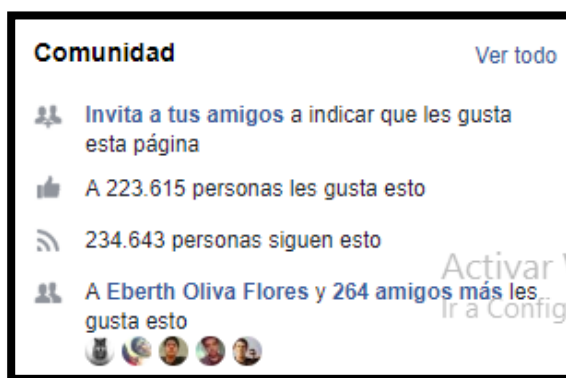 Comunidad
Ver todo
Invita a tus amigos a indicar que les gusta
esta página
A 223.615 personas les gusta esto
234.643 personas siguen esto
Activar
A Eberth Oliva Flores y 264 amigos más les
Ir a Config
gusta esto